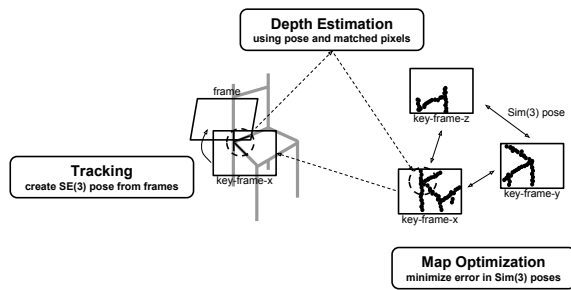 Depth Estimation
using pose and matched pixels
frame
key-frame-z
Sim(3) pose
Tracking
create SE(3) pose from frames
key-frame-x
key-frame-x
key-frame-y
Map Optimization
minimize error in Sim(3) poses